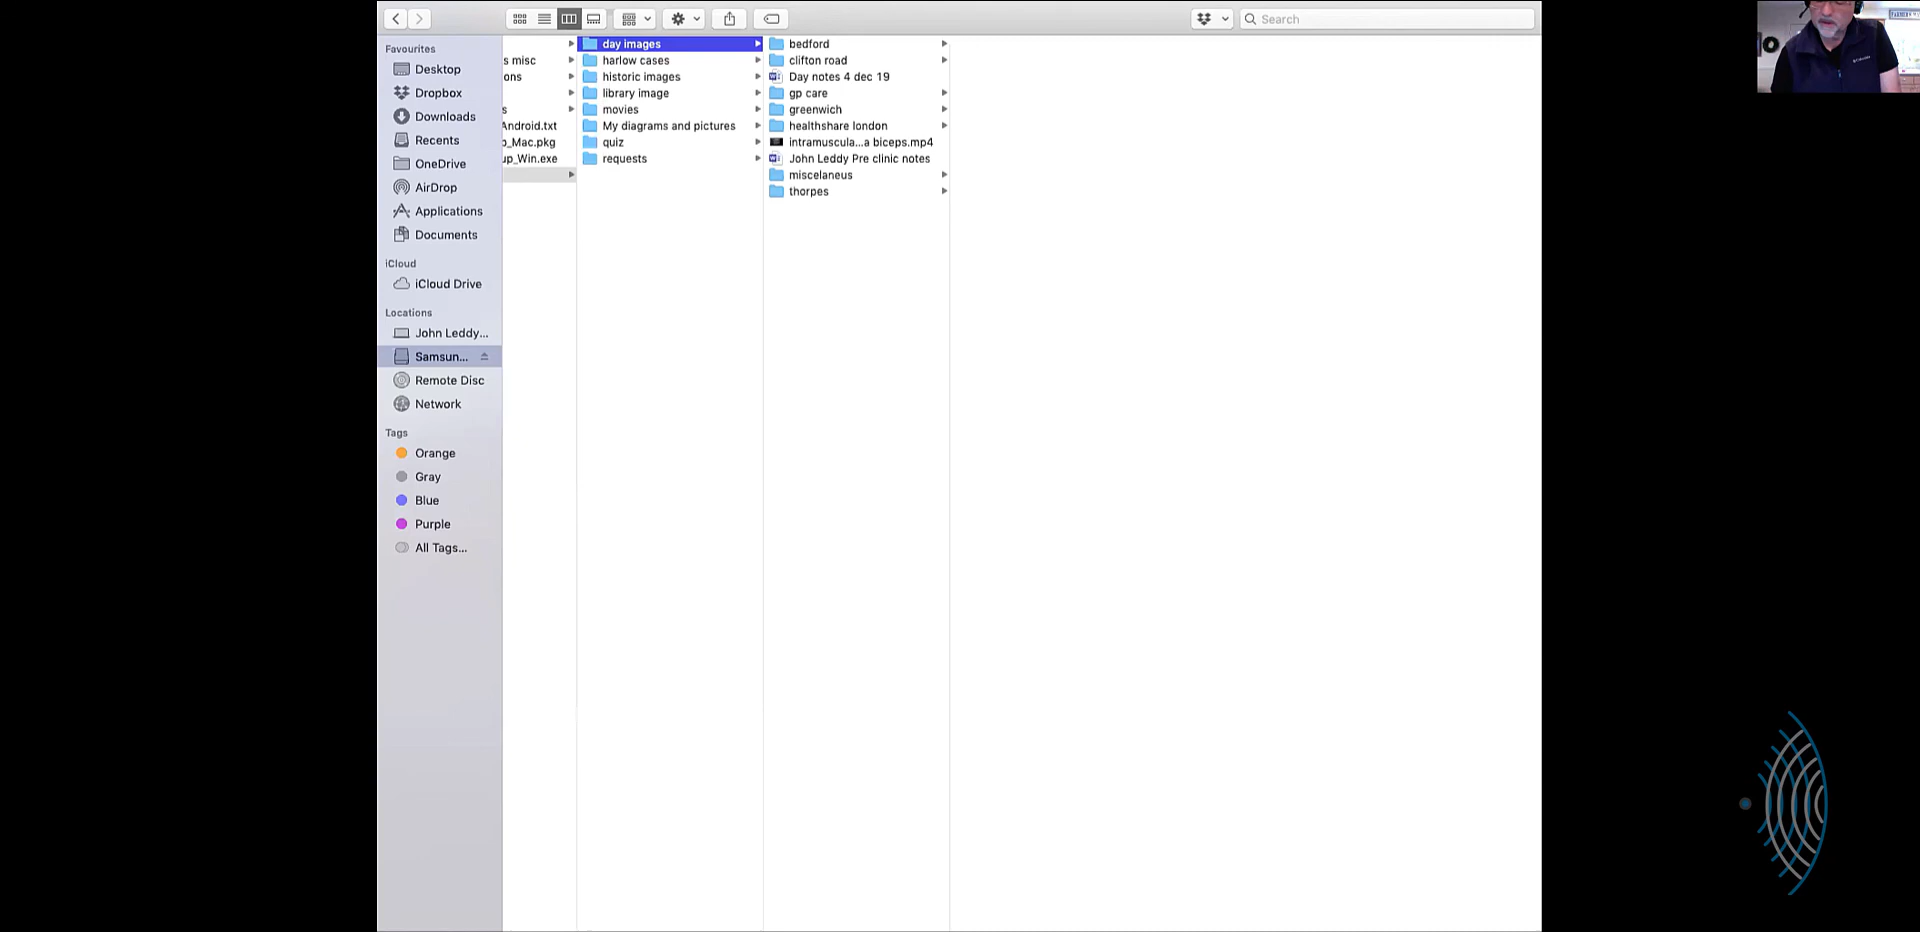 Search
Favourites
Desktop
Dropbox
Downloads
Recents
OneDrive
AirDrop
Applications
Documents
iCloud
iCloud Drive
Locations
John Leddy...
Samsun...
Remote Disc
Network
Tags
Orange
Gray
Blue
Purple
All Tags...
s misc
ons
s
Android.txt
p_Mac.pkg
up_Win.exe
day images
harlow cases
historic images
library image
movies
My diagrams and pictures
quiz
requests
bedford
clifton road
Day notes 4 dec 19
gp care
greenwich
healthshare london
intramuscula...a biceps.mp4
John Leddy Pre clinic notes
miscelaneus
thorpes